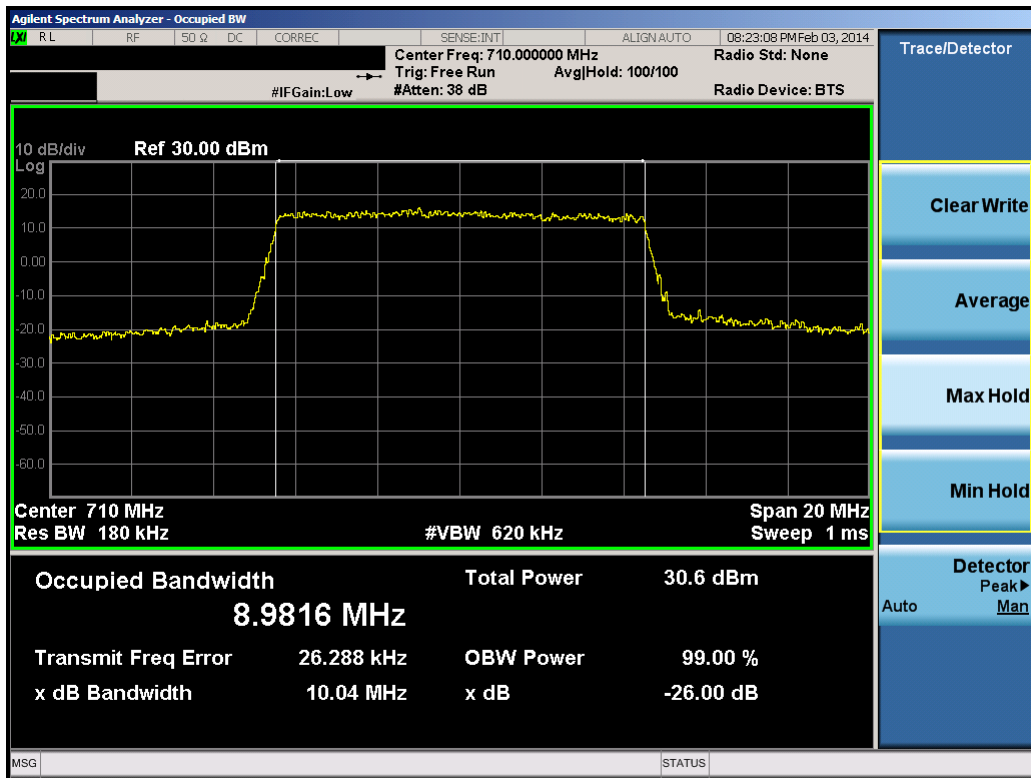 Agilent Spectrum Analyzer - Occupied BW
LXI RL RF 50 Ω DC CORREC SENSE:INT ALIGN AUTO 08:23:08 PM Feb 03, 2014
Center Freq: 710.000000 MHz Radio Std: None
Trig: Free Run Avg|Hold: 100/100
#IFGain:Low #Atten: 38 dB Radio Device: BTS
10 dB/div Ref 30.00 dBm
Log
20.0
10.0
0.00
-10.0
-20.0
-30.0
-40.0
-50.0
-60.0
Center 710 MHz Span 20 MHz
Res BW 180 kHz #VBW 620 kHz Sweep 1 ms
Occupied Bandwidth Total Power 30.6 dBm
8.9816 MHz
Transmit Freq Error 26.288 kHz OBW Power 99.00 %
x dB Bandwidth 10.04 MHz x dB -26.00 dB
MSG STATUS
Trace/Detector
Clear Write
Average
Max Hold
Min Hold
Detector
Peak▶
Auto Man